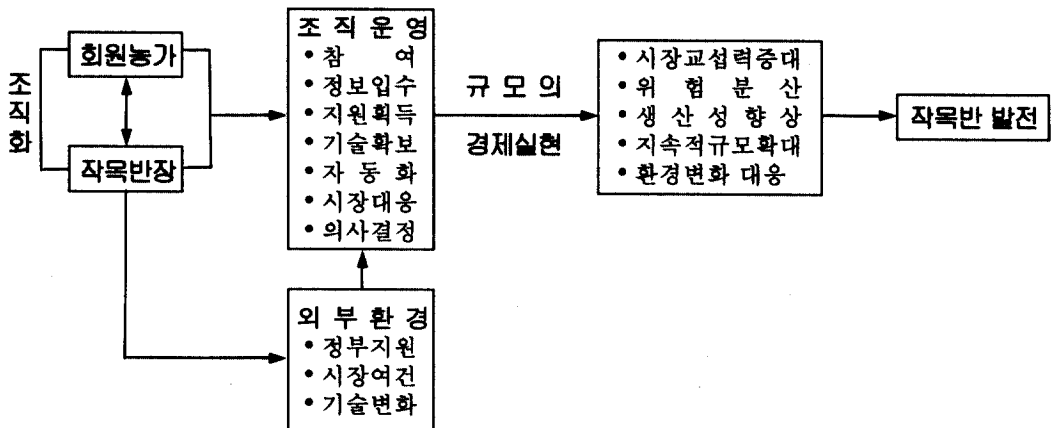 조직화
회원농가
작목반장
조 직 운 영
• 참 여
• 정보입수
• 지원획득
• 기술확보
• 자 동 화
• 시장대응
• 의사결정
외 부 환 경
• 정부지원
• 시장여건
• 기술변화
규 모 의
경제실현
• 시장교섭력증대
• 위 험 분 산
• 생 산 성 향 상
• 지속적규모확대
• 환경변화 대응
작목반 발전